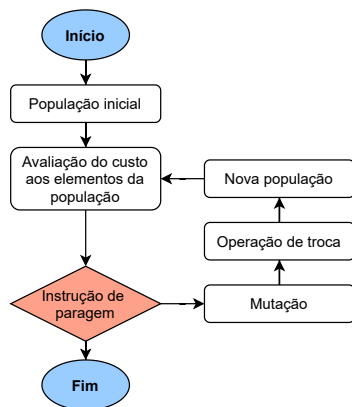 Início
População inicial
Avaliação do custo
aos elementos da
população
Nova população
Operação de troca
Instrução de
paragem
Mutação
Fim